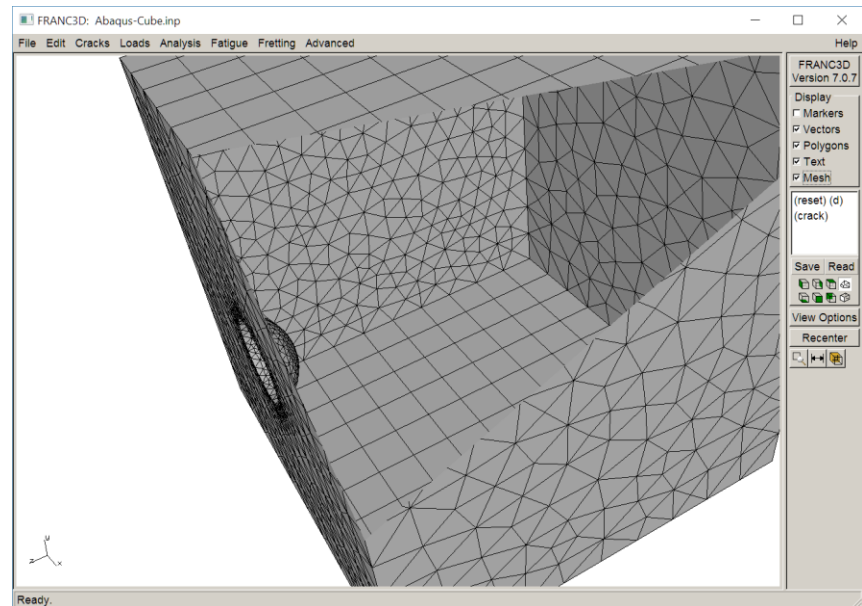 FRANC3D: Abaqus-Cube.inp
File Edit Cracks Loads Analysis Fatigue Fretting Advanced Help
FRANC3D
Version 7.0.7
Display
Markers
Vectors
Polygons
Text
Mesh
(reset) (d)
(crack)
Save Read
View Options
Recenter
y
z x
Ready.